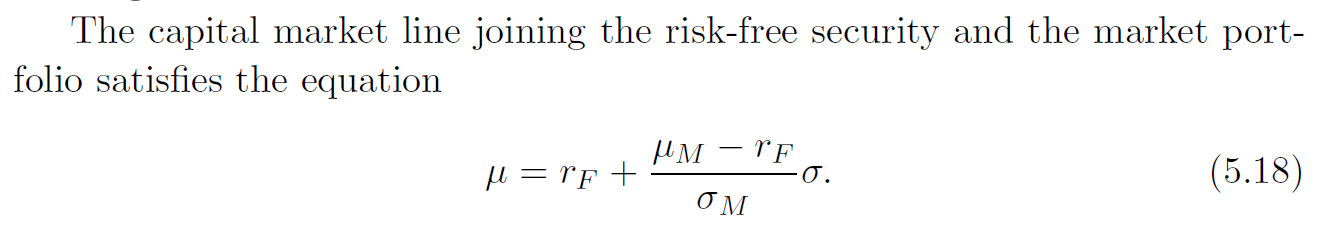 The capital market line joining the risk-free security and the market port-
folio satisfies the equation
μ = r_F + \frac{μ_M − r_F}{σ_M} σ. (5.18)